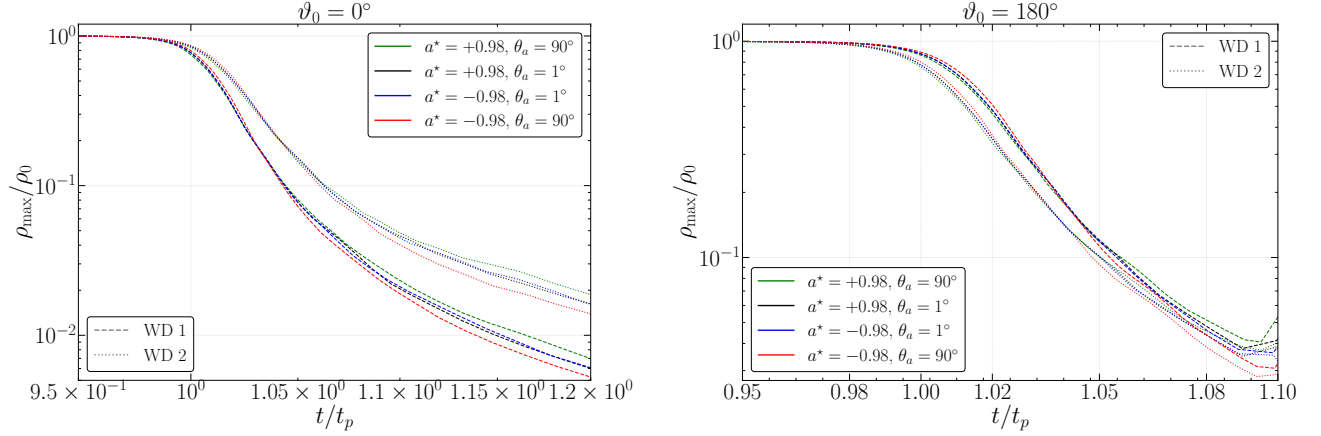 ϑ₀ = 0°
ρmax/ρ₀
10⁰
10⁻¹
10⁻²
a⋆ = +0.98, θₐ = 90°
a⋆ = +0.98, θₐ = 1°
a⋆ = −0.98, θₐ = 1°
a⋆ = −0.98, θₐ = 90°
WD 1
WD 2
9.5 × 10⁻¹ 10⁰ 1.05 × 10⁰ 1.1 × 10⁰ 1.15 × 10⁰ 1.2 × 10⁰
t/tₚ
ϑ₀ = 180°
ρmax/ρ₀
10⁰
10⁻¹
WD 1
WD 2
a⋆ = +0.98, θₐ = 90°
a⋆ = +0.98, θₐ = 1°
a⋆ = −0.98, θₐ = 1°
a⋆ = −0.98, θₐ = 90°
0.95 0.98 1.00 1.02 1.05 1.08 1.10
t/tₚ